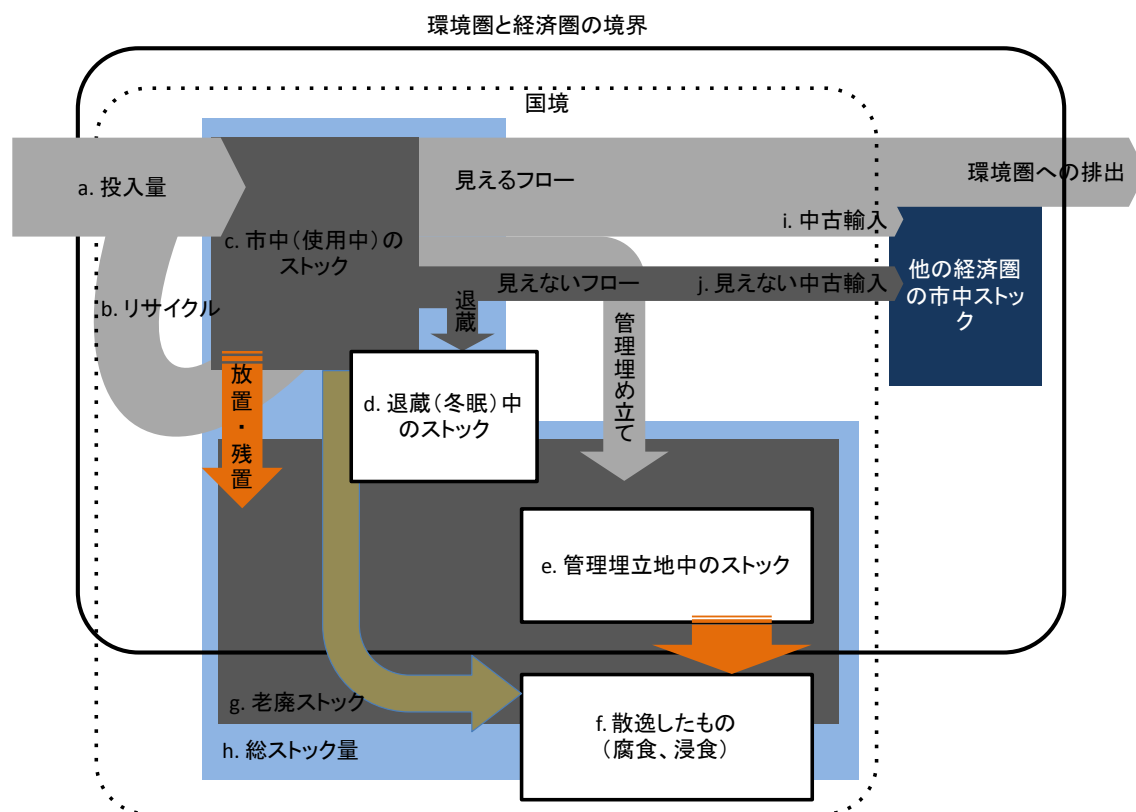 環境圏と経済圏の境界
国境
a. 投入量
見えるフロー
環境圏への排出
i. 中古輸入
c. 市中（使用中）の
ストック
他の経済圏
の市中ストッ
ク
見えないフロー
j. 見えない中古輸入
b. リサイクル
退蔵
管理埋め立て
放置・残置
d. 退蔵（冬眠）中
のストック
e. 管理埋立地中のストック
g. 老廃ストック
f. 散逸したもの
（腐食、浸食）
h. 総ストック量